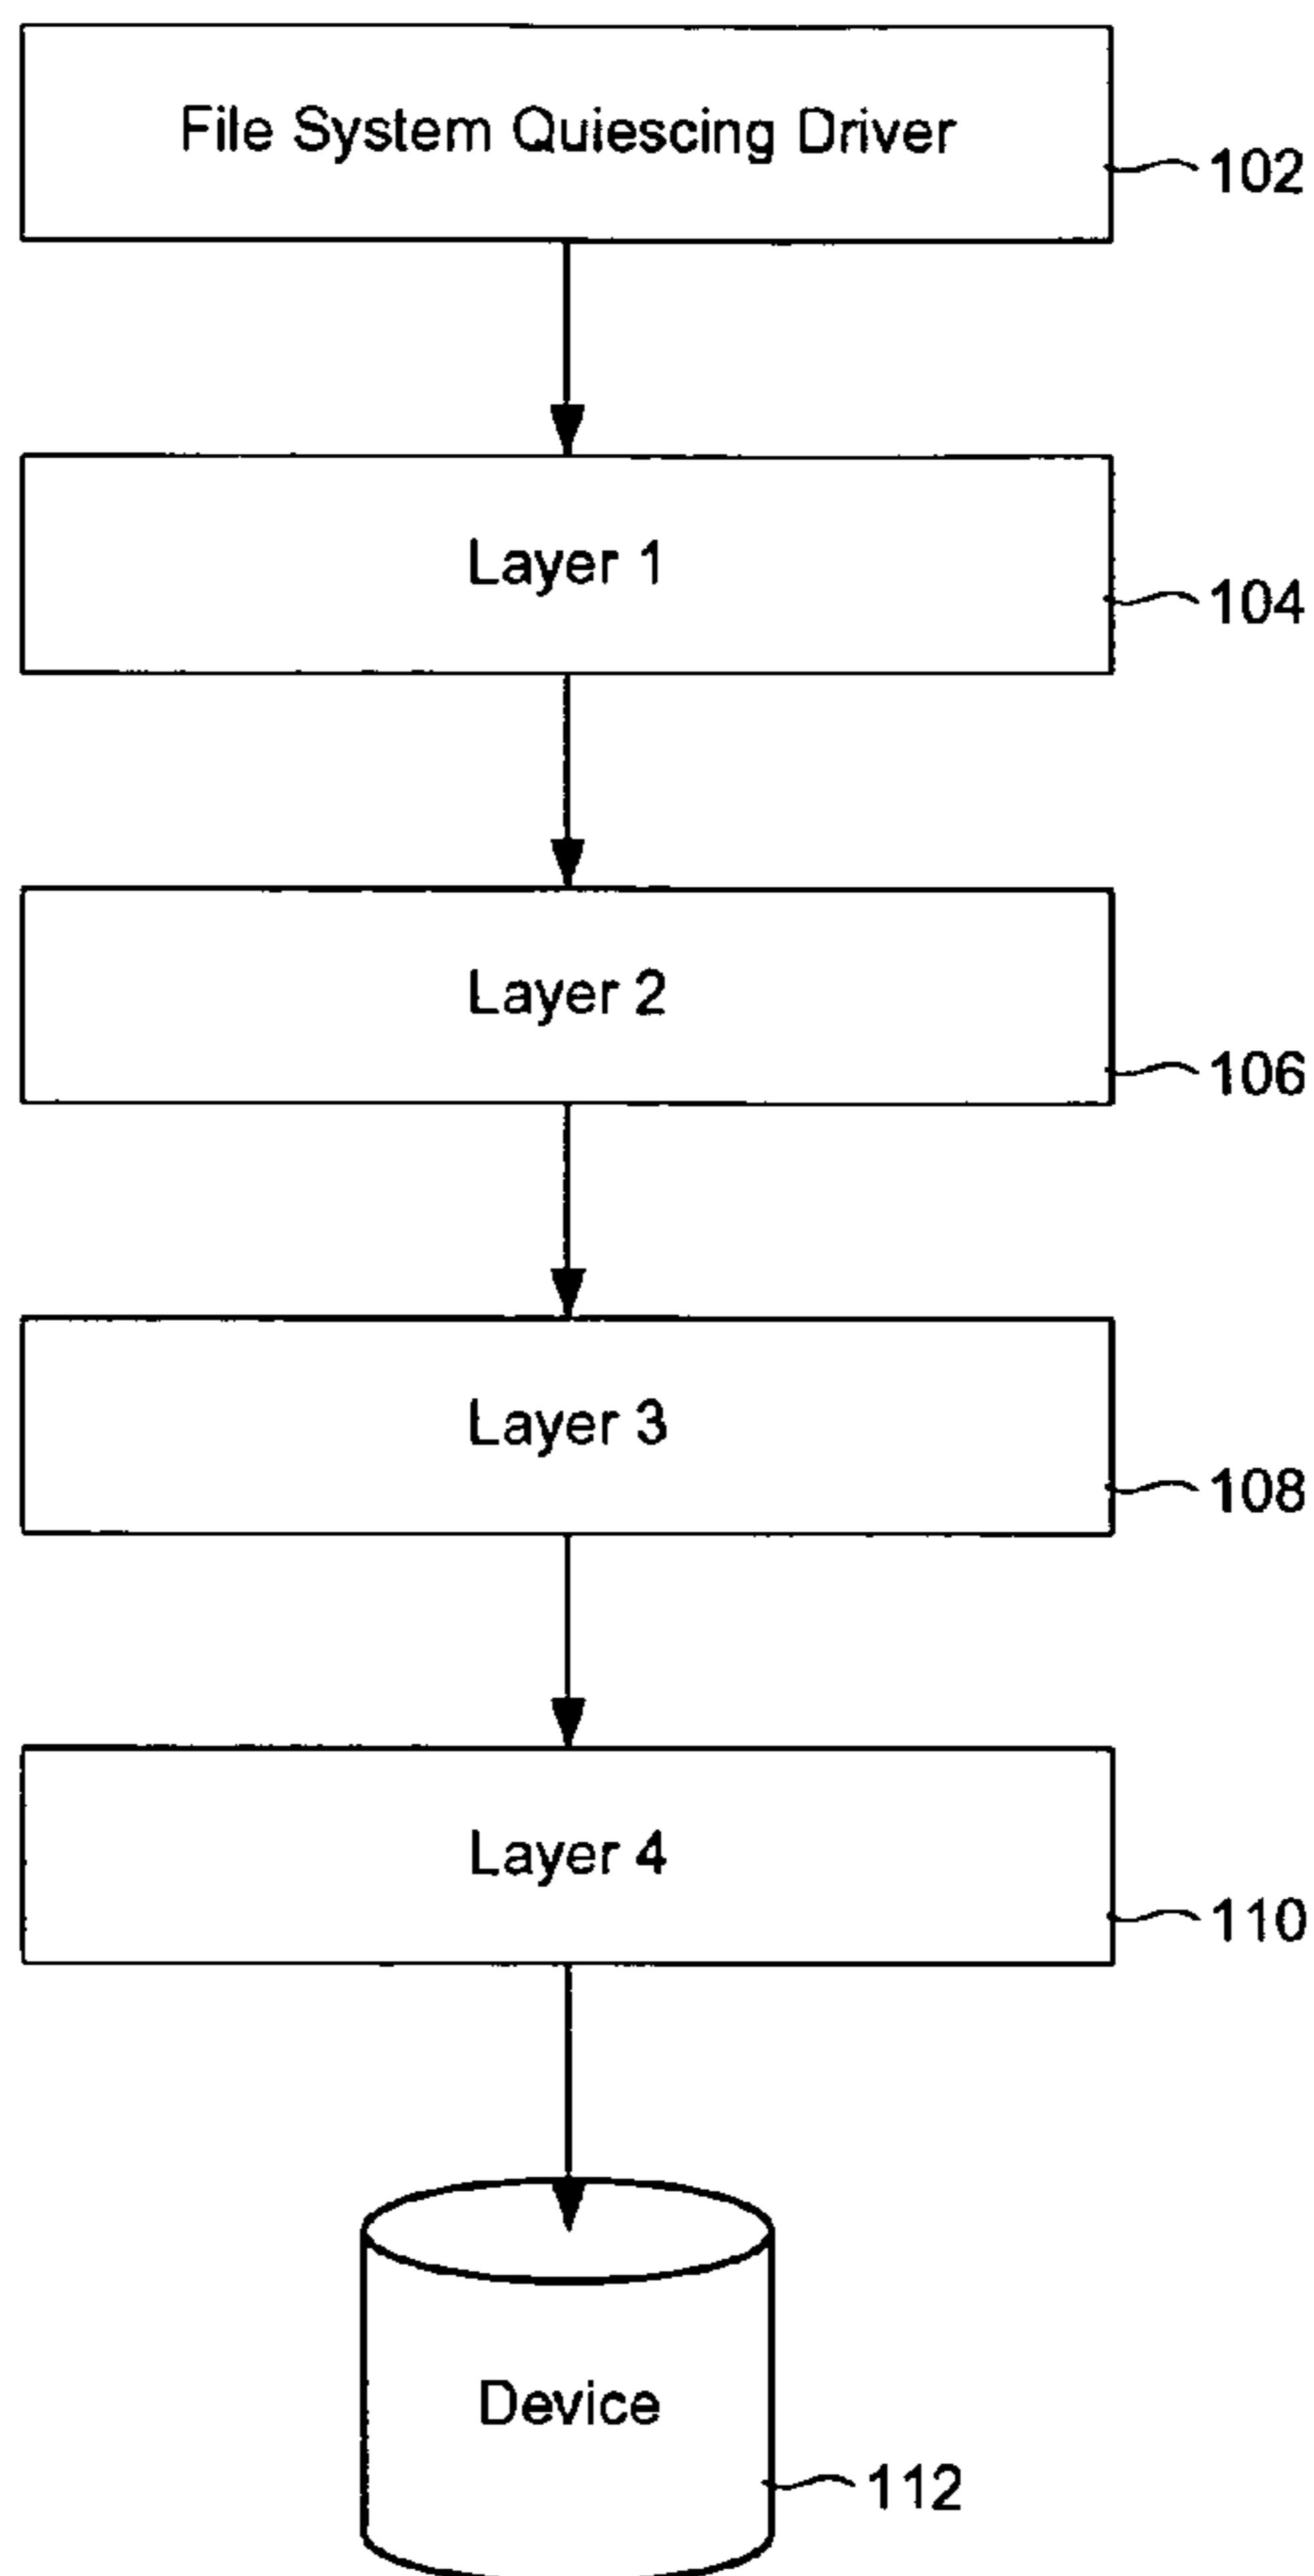 File System Quiescing Driver
102
Layer 1
104
Layer 2
106
Layer 3
108
Layer 4
110
Device
112